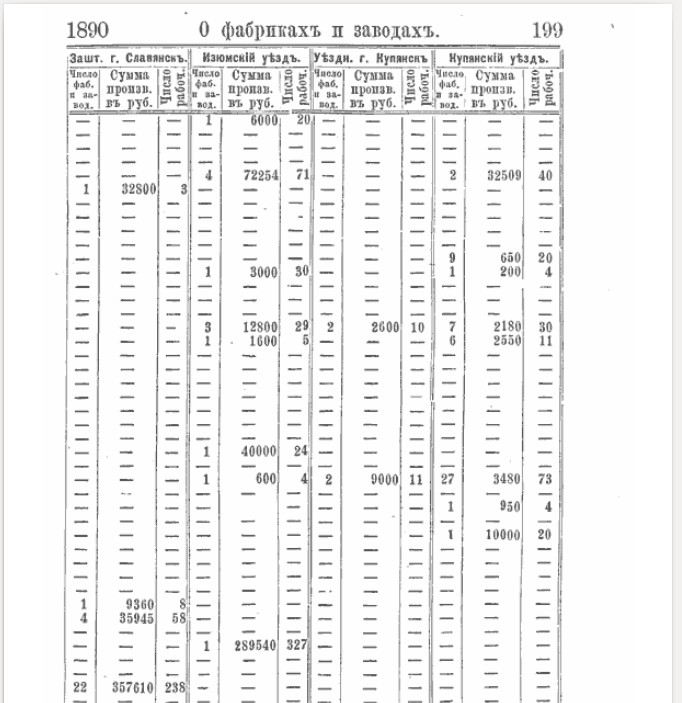 1890 О фабрикахъ и заводахъ. 199
Зашт. г. Славянскъ. Изюмскій уѣздъ. Уѣздн. г. Купянскъ Купянскій уѣздъ.
Число фаб. и за- вод. Сумма произв. въ руб. Число рабоч. Число фаб. и за- вод. Сумма произв. въ руб. Число рабоч. Число фаб. и за- вод. Сумма произв. въ руб. Число рабоч. Число фаб. и за- вод. Сумма произв. въ руб. Число рабоч.
— — — 1 6000 20 — — — — — —
— — — — — — — — — — — —
— — — — — — — — — — — —
— — — — — — — — — — — —
— — — 4 72254 71 — — — 2 32509 40
1 32800 3 — — — — — — — — —
— — — — — — — — — — — —
— — — — — — — — — — — —
— — — — — — — — — — — —
— — — — — — — — — — — —
— — — — — — — — — 9 650 20
— — — 1 3000 30 — — — 1 200 4
— — — — — — — — — — — —
— — — — — — — — — — — —
— — — — — — — — — — — —
— — — 3 12800 29 2 2600 10 7 2180 30
— — — 1 1600 5 — — — 6 2550 11
— — — — — — — — — — — —
— — — — — — — — — — — —
— — — — — — — — — — — —
— — — — — — — — — — — —
— — — — — — — — — — — —
— — — — — — — — — — — —
— — — — — — — — — — — —
— — — 1 40000 24 — — — — — —
— — — — — — — — — — — —
— — — 1 600 4 2 9000 11 27 3480 73
— — — — — — — — — — — —
— — — — — — — — — 1 950 4
— — — — — — — — — — — —
— — — — — — — — — 1 10000 20
— — — — — — — — — — — —
— — — — — — — — — — — —
— — — — — — — — — — — —
— — — — — — — — — — — —
1 9360 8 — — — — — — — — —
4 35945 58 — — — — — — — — —
— — — — — — — — — — — —
— — — 1 289540 327 — — — — — —
— — — — — — — — — — — —
— — — — — — — — — — — —
22 357610 238 — — — — — — — — —
— — — — — — — — — — — —